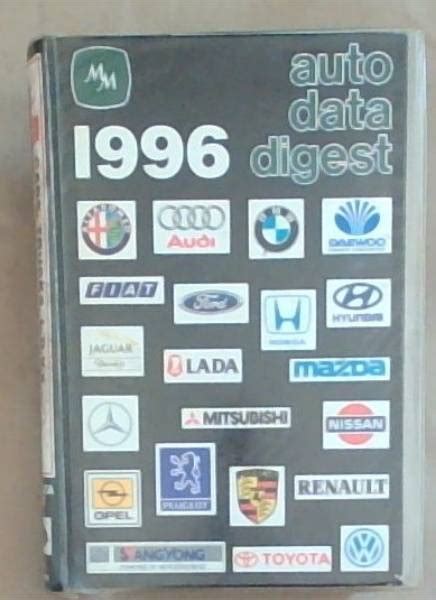 MM
auto
data
digest
1996
Audi
BMW
DAEWOO
FIAT
Ford
HONDA
HYUNDAI
JAGUAR
LADA
mazda
MITSUBISHI
NISSAN
OPEL
PEUGEOT
RENAULT
SSANGYONG
TOYOTA